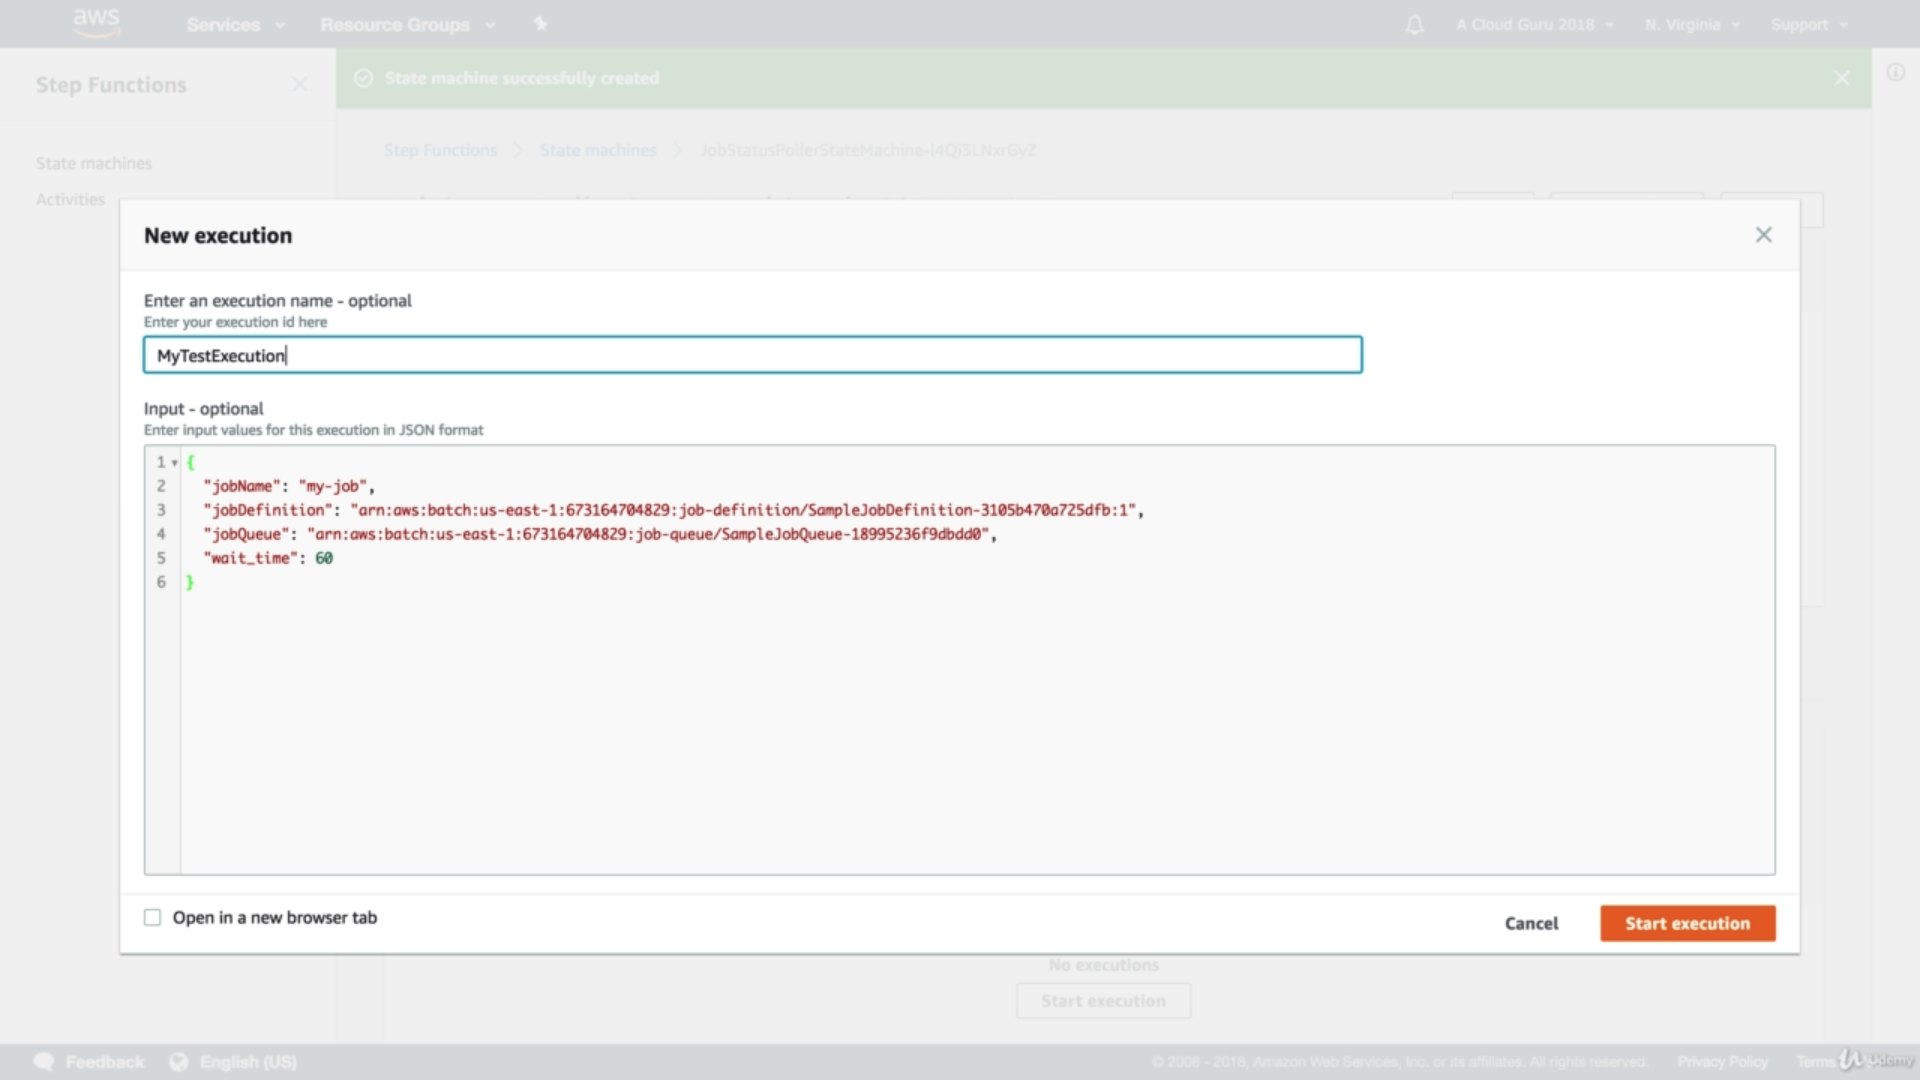 aws
Services
Resource Groups
A Cloud Guru 2018
N. Virginia
Support
Step Functions
State machine successfully created
Step Functions
State machines
State machines
Activities
New execution
Enter an execution name - optional
Enter your execution id here
MyTestExecution
Input - optional
Enter input values for this execution in JSON format
1 {
2 "jobName": "my-job",
3 "jobDefinition": "arn:aws:batch:us-east-1:673164704829:job-definition/SampleJobDefinition-3105b470a725dfb:1",
4 "jobQueue": "arn:aws:batch:us-east-1:673164704829:job-queue/SampleJobQueue-18995236f9dbdd0",
5 "wait_time": 60
6 }
Open in a new browser tab
Cancel
Start execution
No executions
Start execution
Feedback
English (US)
© 2008 - 2018, Amazon Web Services, Inc. or its affiliates. All rights reserved.
Privacy Policy
Terms
Udemy